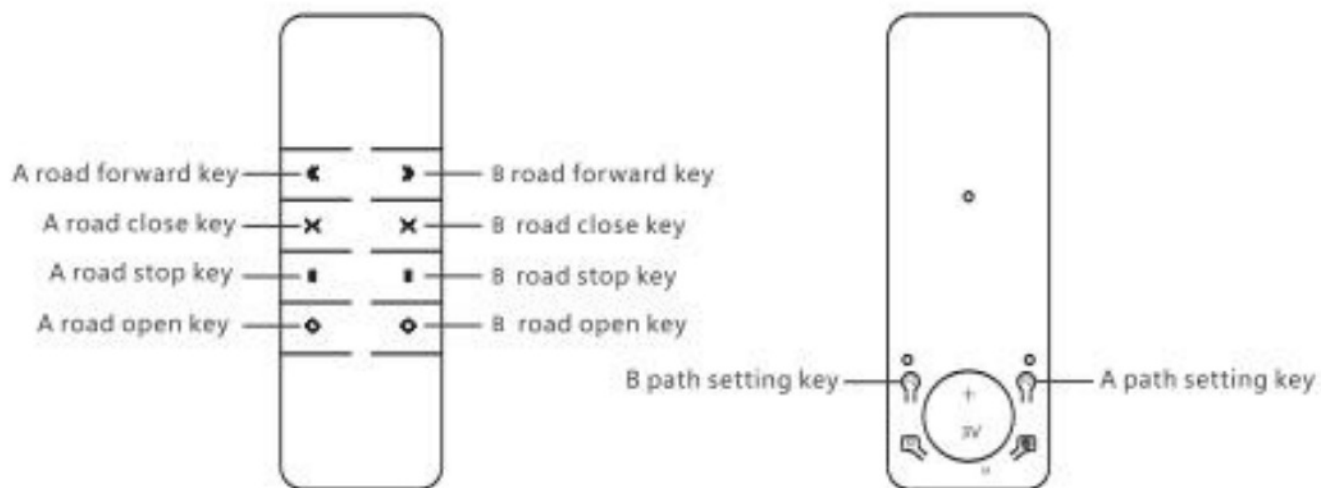 A road forward key
B road forward key
A road close key
B road close key
A road stop key
B road stop key
A road open key
B road open key
B path setting key
A path setting key
+
3V